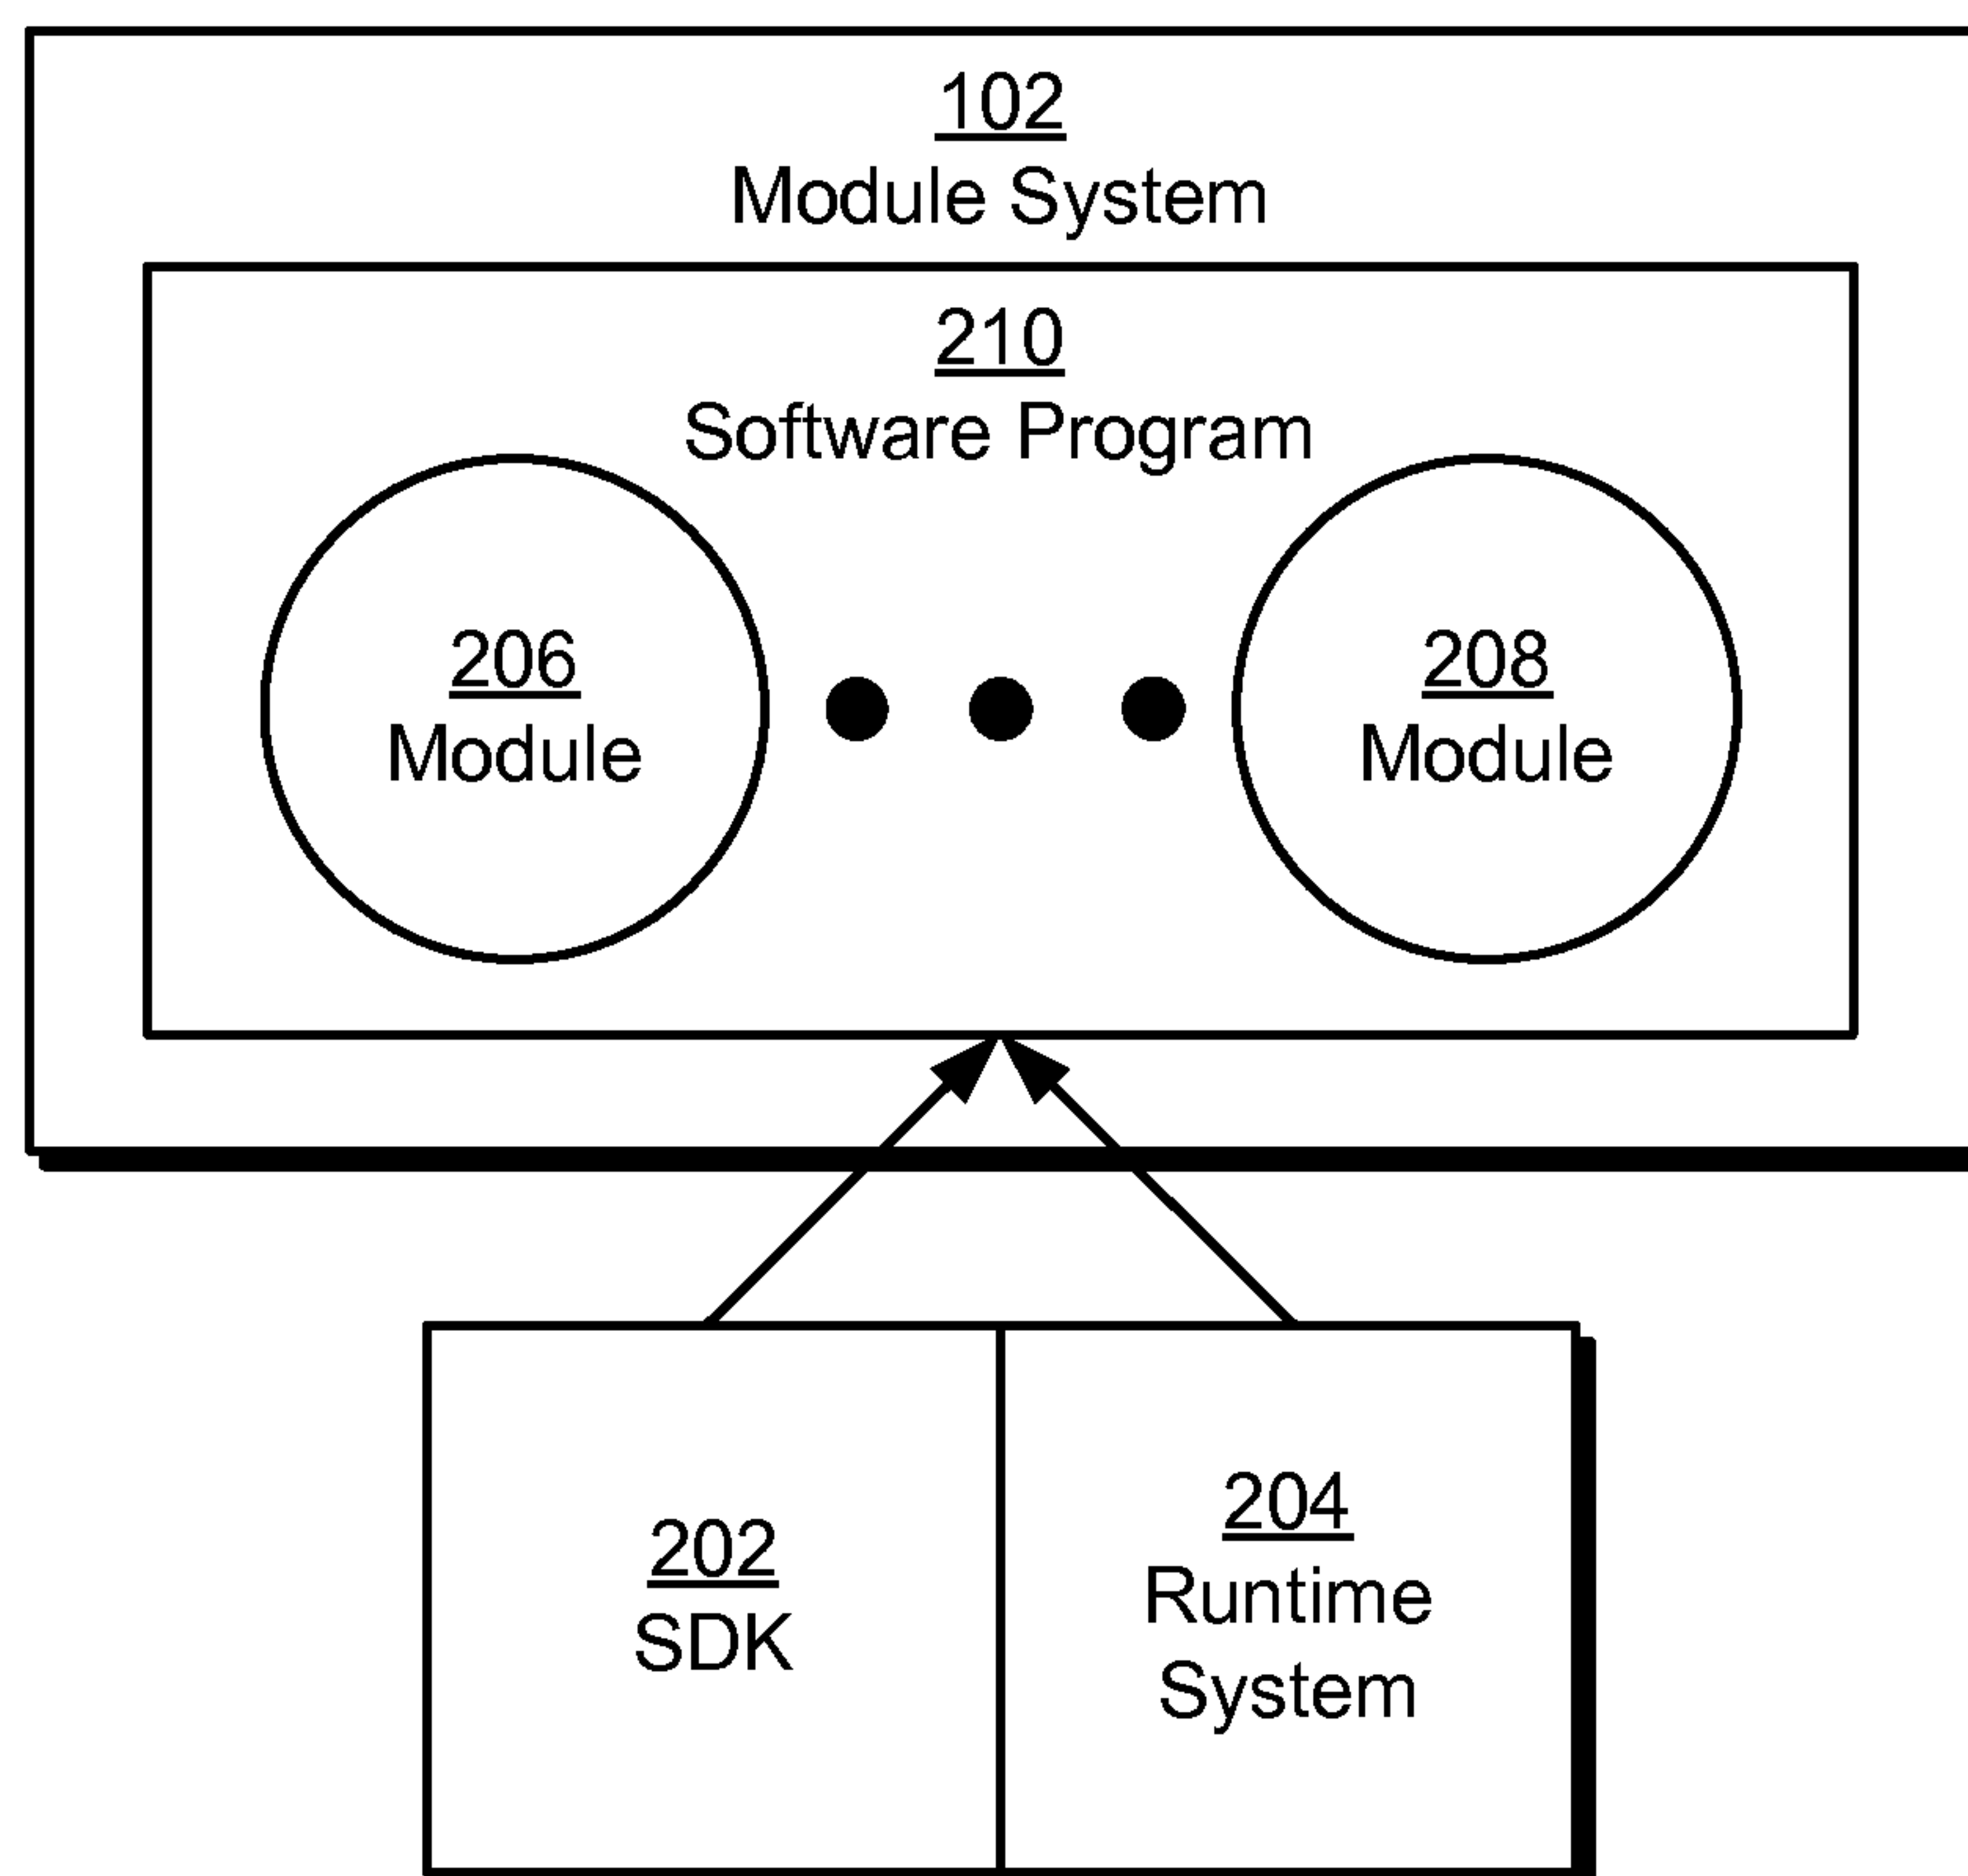 102
Module System
210
Software Program
206
Module
208
Module
202
SDK
204
Runtime
System